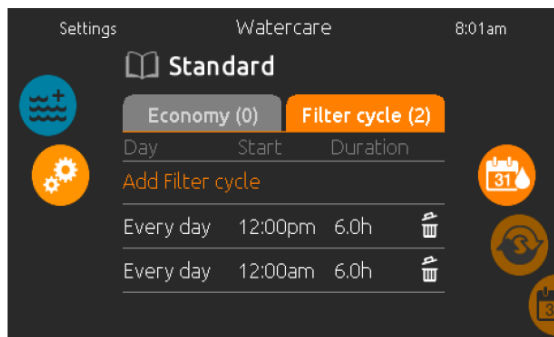 Settings Watercare 8:01am
Standard
Economy (0) Filter cycle (2)
Day Start Duration
Add Filter cycle
Every day 12:00pm 6.0h
Every day 12:00am 6.0h
31